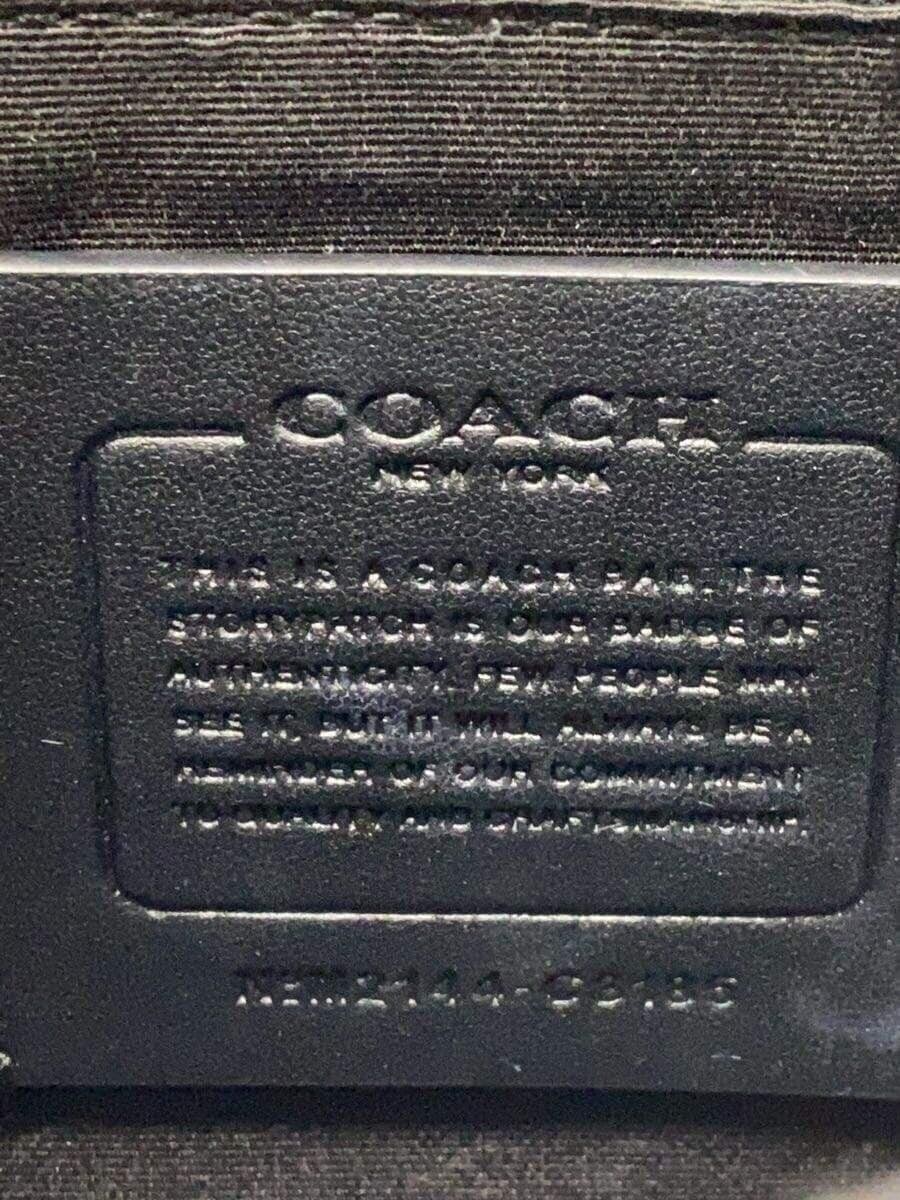 COACH
NEW YORK
THIS IS A COACH BAG. THE
STORYPATCH IS OUR BADGE OF
AUTHENTICITY. FEW PEOPLE MAY
SEE IT, BUT IT WILL ALWAYS BE A
REMINDER OF OUR COMMITMENT
TO QUALITY AND CRAFTSMANSHIP.